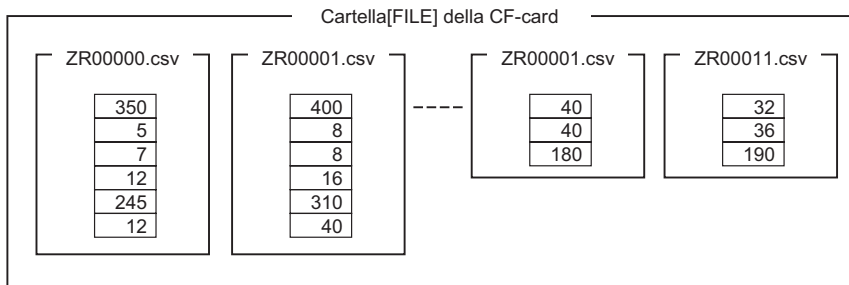 Cartella[FILE] della CF-card
ZR00000.csv ZR00001.csv ZR00001.csv ZR00011.csv
350 400 40 32
5 8 40 36
7 8 180 190
12 16
245 310
12 40